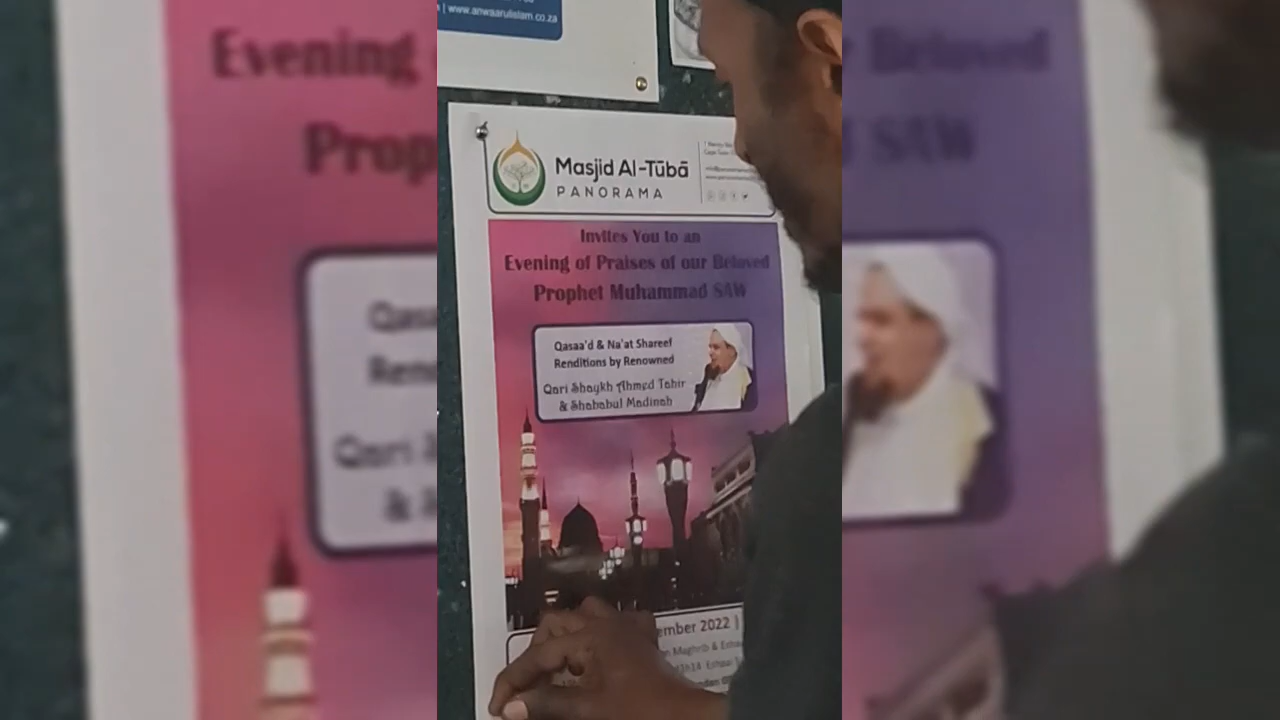 www.anwaarulislam.co.za
Masjid Al-Tūbā
PANORAMA
Invites You to an
Evening of Praises of our Beloved
Prophet Muhammad SAW
Qasaa'd & Na'at Shareef
Renditions by Renowned
Qari Shaykh Ahmed Tahir
& Shababul Madinah
ember 2022 |
Maghrib & Eshaa